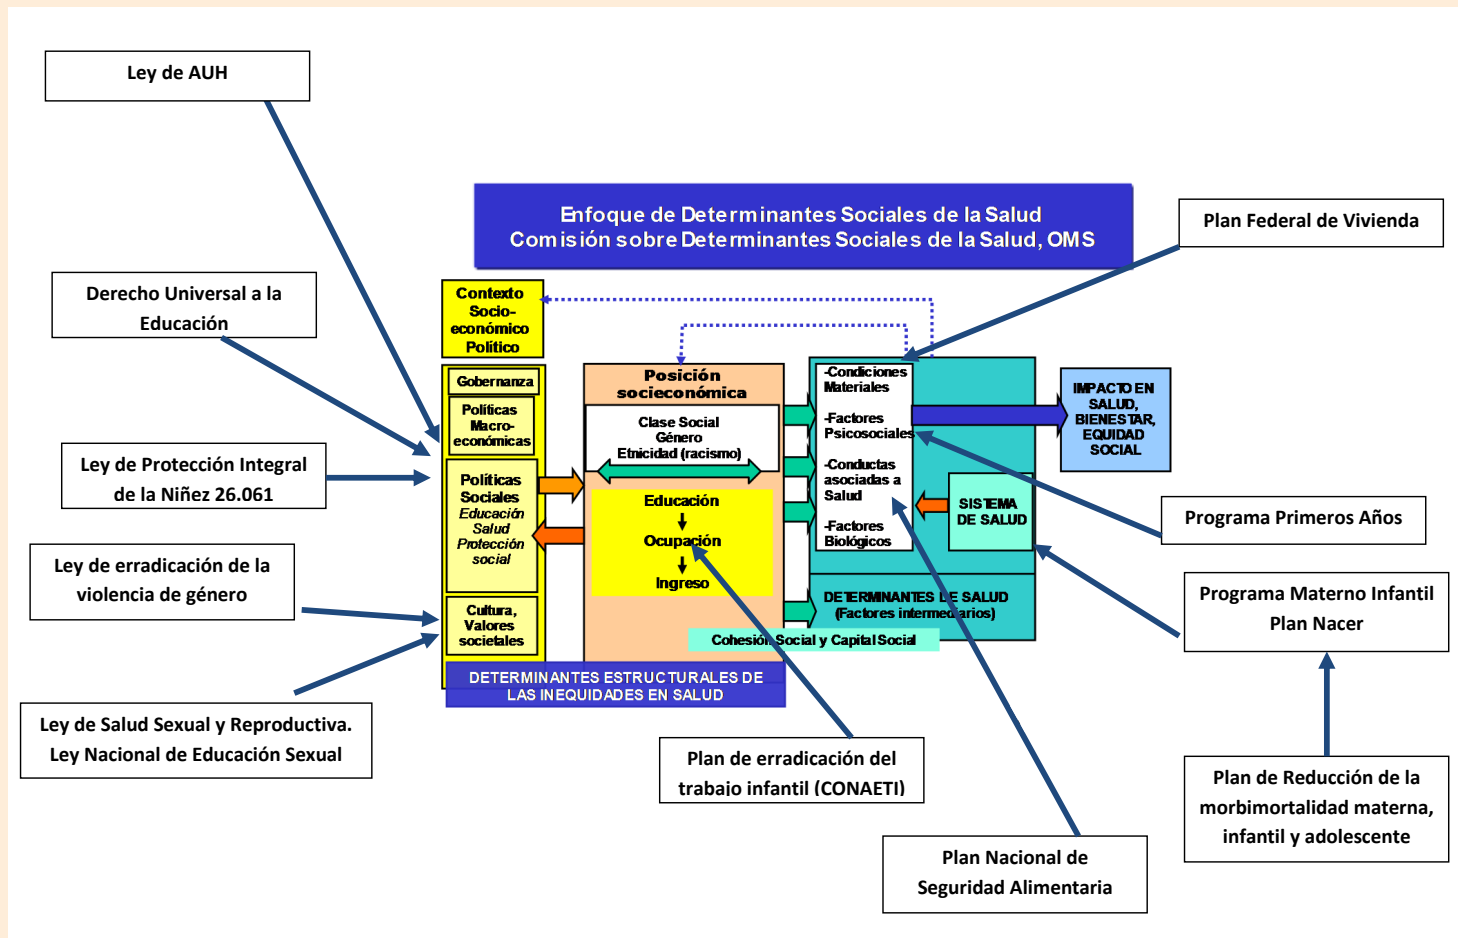 Ley de AUH
Enfoque de Determinantes Sociales de la Salud
Comisión sobre Determinantes Sociales de la Salud, OMS
Plan Federal de Vivienda
Derecho Universal a la
Educación
Contexto
Socio-
económico
Político
Gobernanza
Políticas
Macro-
económicas
Políticas
Sociales
Educación
Salud
Protección
social
Cultura,
Valores
societales
Posición
socieconómica
Clase Social
Género
Etnicidad (racismo)
Educación
Ocupación
Ingreso
-Condiciones
Materiales
-Factores
Psicosociales
-Conductas
asociadas a
Salud
-Factores
Biológicos
SISTEMA
DE SALUD
IMPACTO EN
SALUD,
BIENESTAR,
EQUIDAD
SOCIAL
DETERMINANTES DE SALUD
(Factores intermediarios)
Cohesión Social y Capital Social
DETERMINANTES ESTRUCTURALES DE
LAS INEQUIDADES EN SALUD
Ley de Protección Integral
de la Niñez 26.061
Ley de erradicación de la
violencia de género
Ley de Salud Sexual y Reproductiva.
Ley Nacional de Educación Sexual
Plan de erradicación del
trabajo infantil (CONAETI)
Plan Nacional de
Seguridad Alimentaria
Programa Primeros Años
Programa Materno Infantil
Plan Nacer
Plan de Reducción de la
morbimortalidad materna,
infantil y adolescente